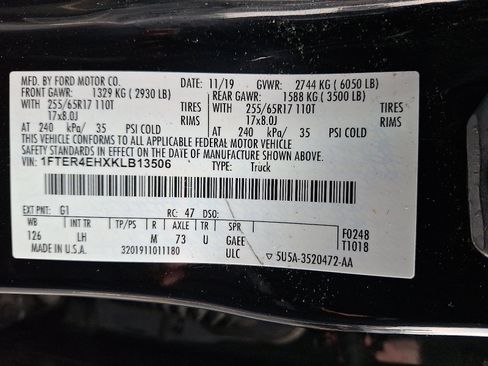 MFD. BY FORD MOTOR CO. 11/19 GVWR: 2744 KG (6050 LB)
FRONT GAWR: 1329 KG (2930 LB) REAR GAWR: 1588 KG (3500 LB)
WITH 255/65R17 110T TIRES WITH 255/65R17 110T TIRES
17x8.0J RIMS 17x8.0J RIMS
AT 240 kPa/ 35 PSI COLD AT 240 kPa/ 35 PSI COLD
THIS VEHICLE CONFORMS TO ALL APPLICABLE FEDERAL MOTOR VEHICLE
SAFETY STANDARDS IN EFFECT ON THE DATE OF MANUFACTURE SHOWN ABOVE.
VIN: 1FTER4EHXKLB13506 TYPE: Truck
EXT PNT: G1 RC: 47 DSO:
WB INT TR TP/PS R AXLE TR SPR F0248
126 LH M 73 U GAEE T1018
MADE IN U.S.A. 3201911011180 ULC ▽ 5U5A-3520472-AA